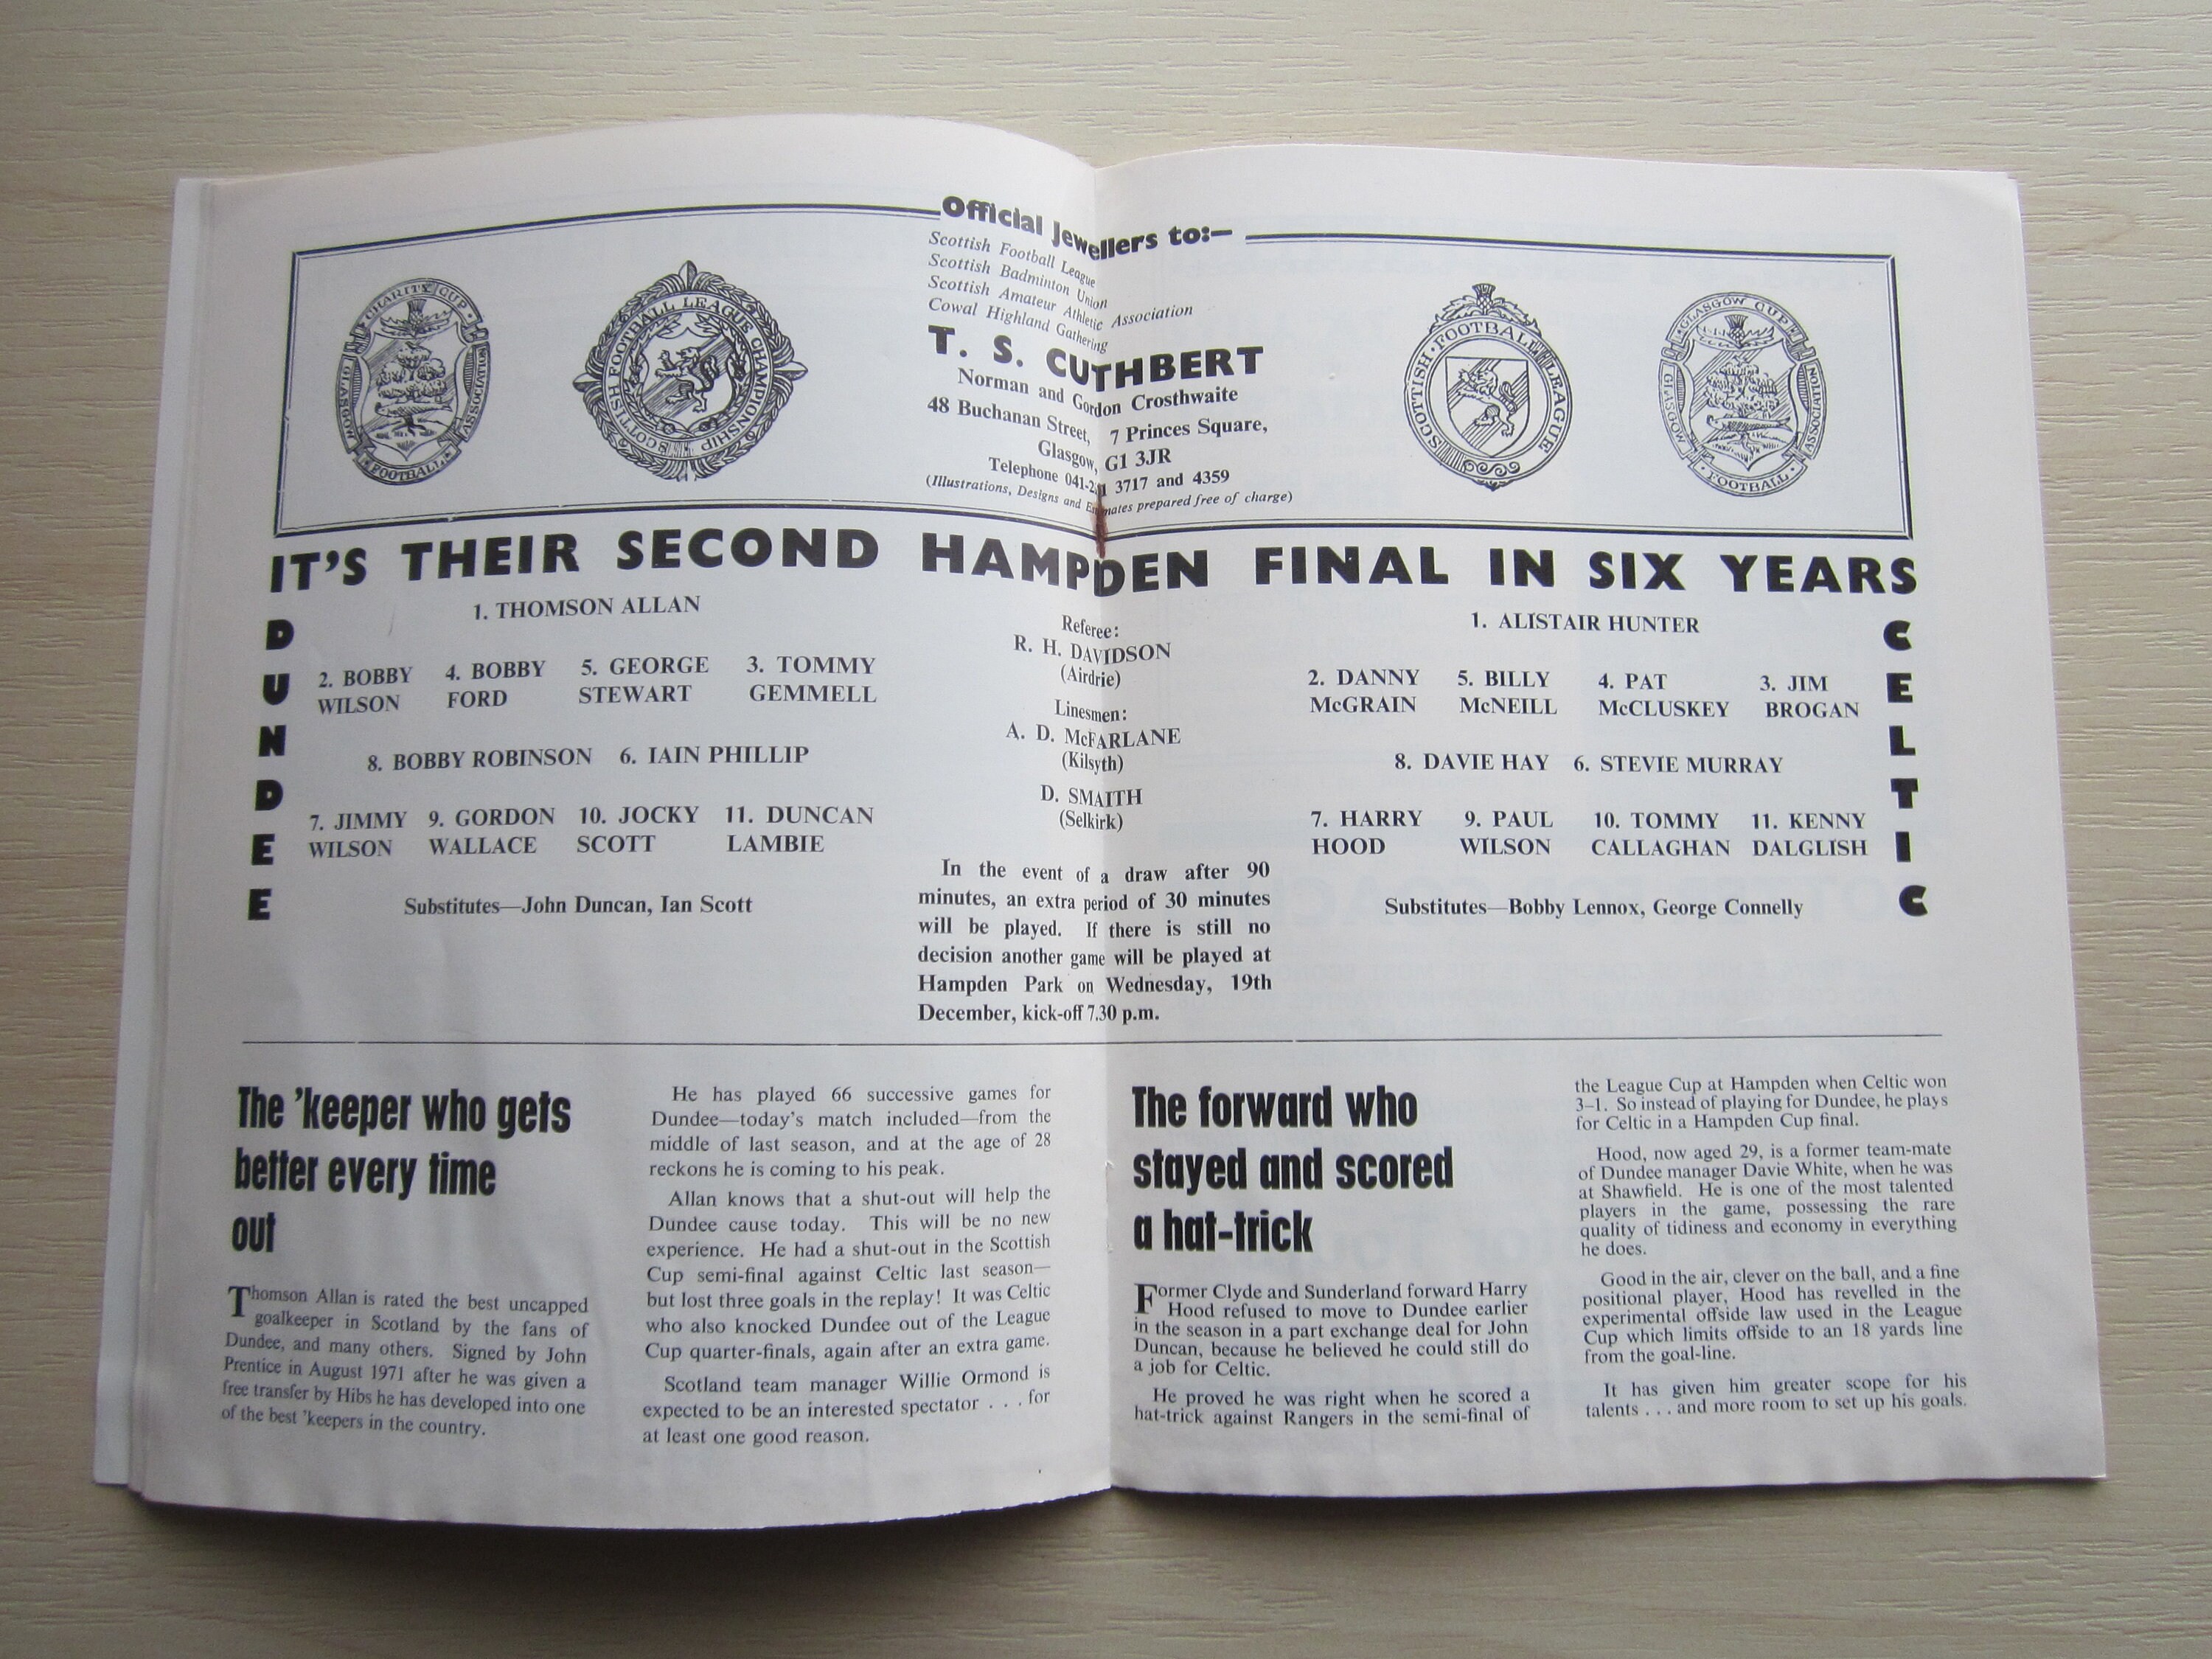 Official Jewellers to:—
Scottish Football League
Scottish Badminton Union
Scottish Amateur Athletic Association
Cowal Highland Gathering
T. S. CUTHBERT
Norman and Gordon Crosthwaite
48 Buchanan Street, 7 Princes Square,
Glasgow, G1 3JR
Telephone 041-2 1 3717 and 4359
(Illustrations, Designs and Estimates prepared free of charge)
CHARITY CUP
GLASGOW
ASSOCIATION
FOOTBALL
SCOTTISH FOOTBALL LEAGUE CHAMPIONSHIP
SCOTTISH FOOTBALL LEAGUE
GLASGOW CUP
GLASGOW
ASSOCIATION
FOOTBALL
IT'S THEIR SECOND HAMPDEN FINAL IN SIX YEARS
DUNDEE
1. THOMSON ALLAN
2. BOBBY 4. BOBBY 5. GEORGE 3. TOMMY
WILSON FORD STEWART GEMMELL
8. BOBBY ROBINSON 6. IAIN PHILLIP
7. JIMMY 9. GORDON 10. JOCKY 11. DUNCAN
WILSON WALLACE SCOTT LAMBIE
Substitutes—John Duncan, Ian Scott
Referee:
R. H. DAVIDSON
(Airdrie)
Linesmen:
A. D. McFARLANE
(Kilsyth)
D. SMAITH
(Selkirk)
In the event of a draw after 90
minutes, an extra period of 30 minutes
will be played. If there is still no
decision another game will be played at
Hampden Park on Wednesday, 19th
December, kick-off 7.30 p.m.
CELTIC
1. ALISTAIR HUNTER
2. DANNY 5. BILLY 4. PAT 3. JIM
McGRAIN McNEILL McCLUSKEY BROGAN
8. DAVIE HAY 6. STEVIE MURRAY
7. HARRY 9. PAUL 10. TOMMY 11. KENNY
HOOD WILSON CALLAGHAN DALGLISH
Substitutes—Bobby Lennox, George Connelly
The 'keeper who gets
better every time
out
Thomson Allan is rated the best uncapped
goalkeeper in Scotland by the fans of
Dundee, and many others. Signed by John
Prentice in August 1971 after he was given a
free transfer by Hibs he has developed into one
of the best 'keepers in the country.
He has played 66 successive games for
Dundee—today's match included—from the
middle of last season, and at the age of 28
reckons he is coming to his peak.
Allan knows that a shut-out will help the
Dundee cause today. This will be no new
experience. He had a shut-out in the Scottish
Cup semi-final against Celtic last season—
but lost three goals in the replay! It was Celtic
who also knocked Dundee out of the League
Cup quarter-finals, again after an extra game.
Scotland team manager Willie Ormond is
expected to be an interested spectator . . . for
at least one good reason.
The forward who
stayed and scored
a hat-trick
Former Clyde and Sunderland forward Harry
Hood refused to move to Dundee earlier
in the season in a part exchange deal for John
Duncan, because he believed he could still do
a job for Celtic.
He proved he was right when he scored a
hat-trick against Rangers in the semi-final of
the League Cup at Hampden when Celtic won
3–1. So instead of playing for Dundee, he plays
for Celtic in a Hampden Cup final.
Hood, now aged 29, is a former team-mate
of Dundee manager Davie White, when he was
at Shawfield. He is one of the most talented
players in the game, possessing the rare
quality of tidiness and economy in everything
he does.
Good in the air, clever on the ball, and a fine
positional player, Hood has revelled in the
experimental offside law used in the League
Cup which limits offside to an 18 yards line
from the goal-line.
It has given him greater scope for his
talents . . . and more room to set up his goals.